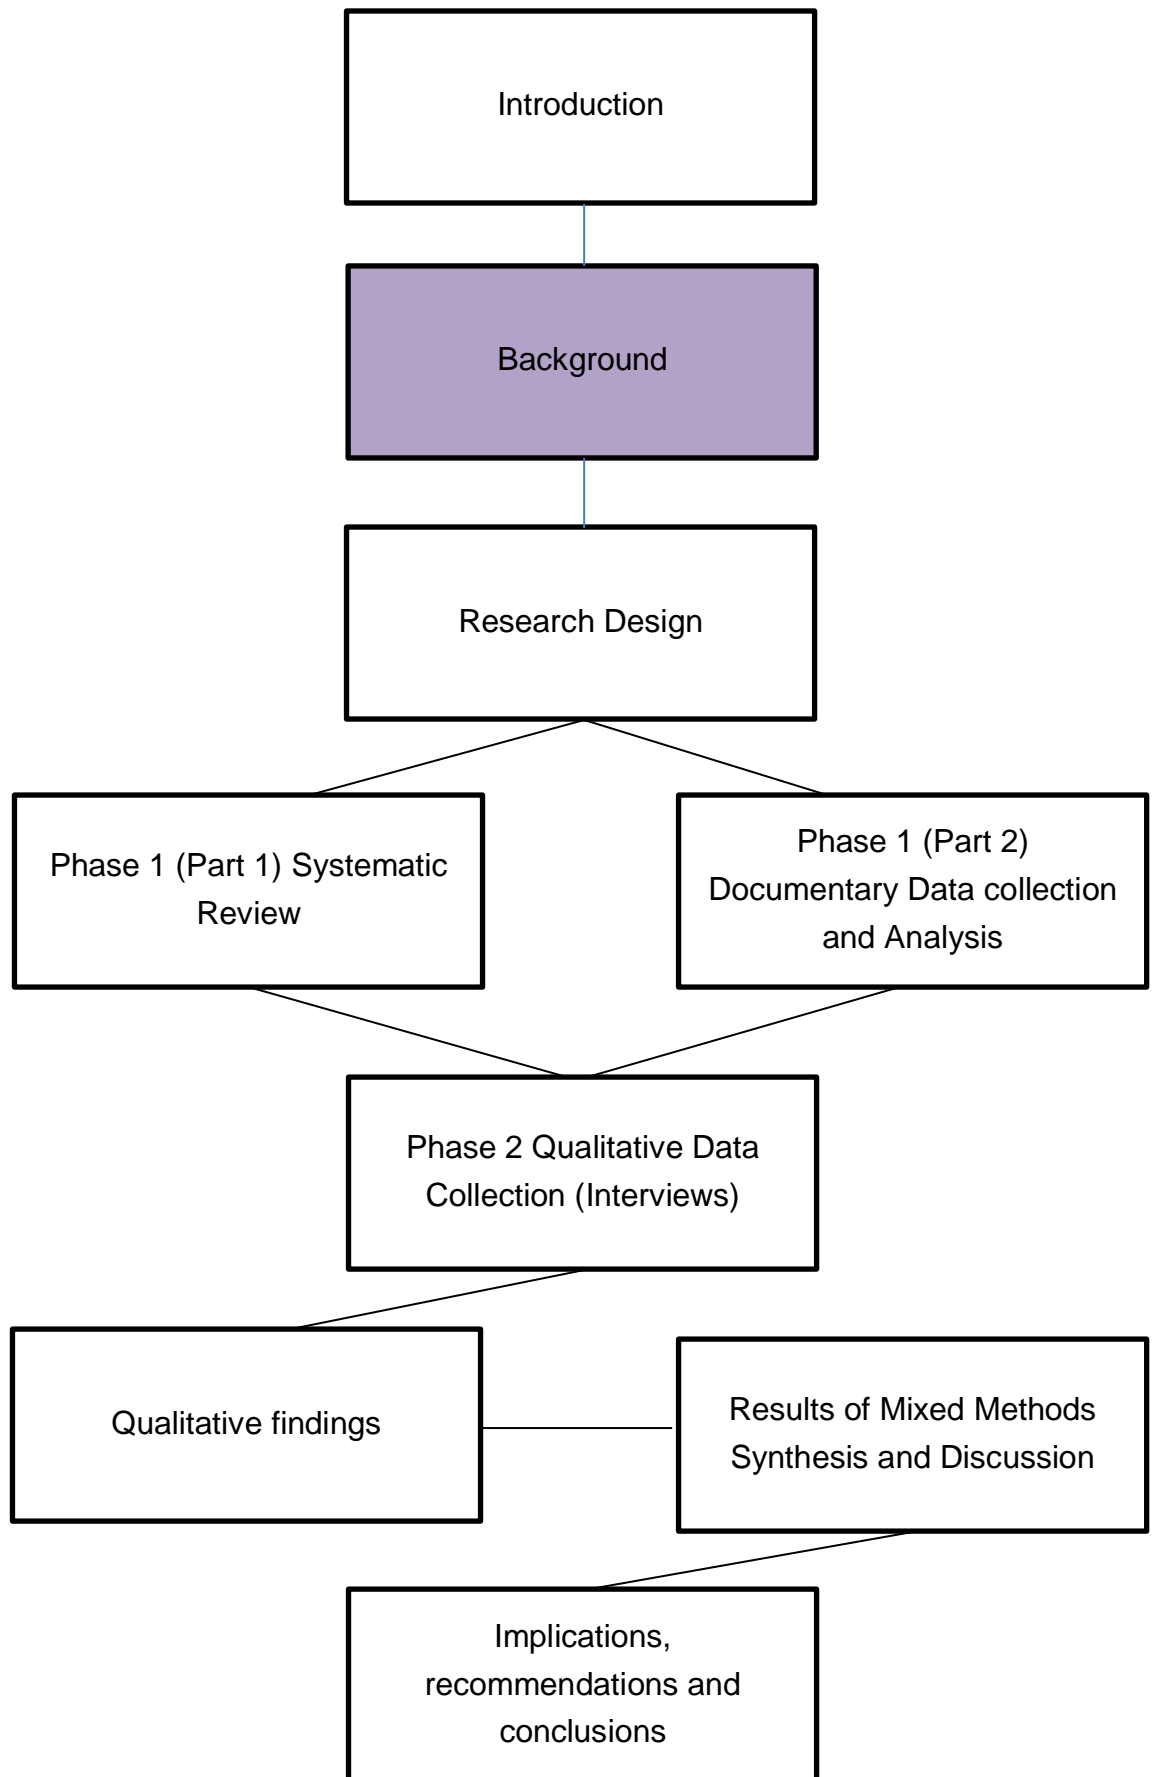 Introduction
Background
Research Design
Phase 1 (Part 1) Systematic
Review
Phase 1 (Part 2)
Documentary Data collection
and Analysis
Phase 2 Qualitative Data
Collection (Interviews)
Qualitative findings
Results of Mixed Methods
Synthesis and Discussion
Implications,
recommendations and
conclusions